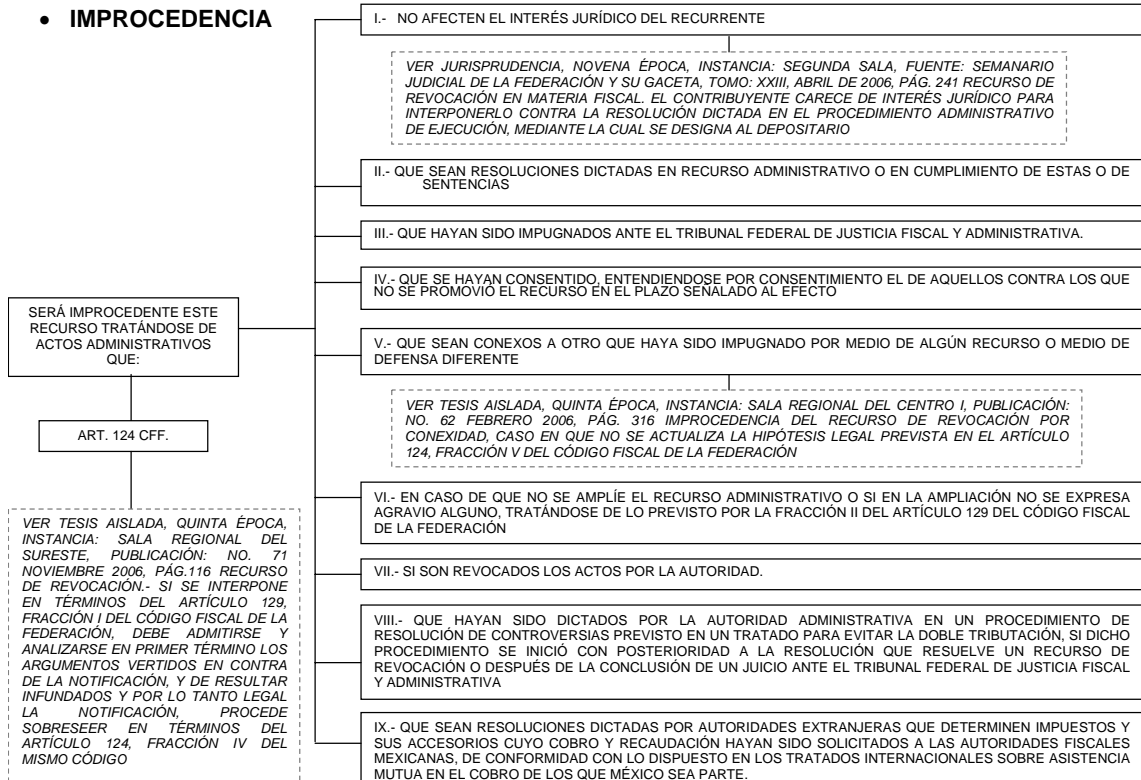 • IMPROCEDENCIA
I.- NO AFECTEN EL INTERÉS JURÍDICO DEL RECURRENTE
VER JURISPRUDENCIA, NOVENA ÉPOCA, INSTANCIA: SEGUNDA SALA, FUENTE: SEMANARIO
JUDICIAL DE LA FEDERACIÓN Y SU GACETA, TOMO: XXIII, ABRIL DE 2006, PÁG. 241 RECURSO DE
REVOCACIÓN EN MATERIA FISCAL. EL CONTRIBUYENTE CARECE DE INTERÉS JURÍDICO PARA
INTERPONERLO CONTRA LA RESOLUCIÓN DICTADA EN EL PROCEDIMIENTO ADMINISTRATIVO
DE EJECUCIÓN, MEDIANTE LA CUAL SE DESIGNA AL DEPOSITARIO
II.- QUE SEAN RESOLUCIONES DICTADAS EN RECURSO ADMINISTRATIVO O EN CUMPLIMIENTO DE ESTAS O DE
SENTENCIAS
III.- QUE HAYAN SIDO IMPUGNADOS ANTE EL TRIBUNAL FEDERAL DE JUSTICIA FISCAL Y ADMINISTRATIVA.
IV.- QUE SE HAYAN CONSENTIDO, ENTENDIENDOSE POR CONSENTIMIENTO EL DE AQUELLOS CONTRA LOS QUE
NO SE PROMOVIÓ EL RECURSO EN EL PLAZO SEÑALADO AL EFECTO
SERÁ IMPROCEDENTE ESTE
RECURSO TRATÁNDOSE DE
ACTOS ADMINISTRATIVOS
QUE:
V.- QUE SEAN CONEXOS A OTRO QUE HAYA SIDO IMPUGNADO POR MEDIO DE ALGÚN RECURSO O MEDIO DE
DEFENSA DIFERENTE
VER TESIS AISLADA, QUINTA ÉPOCA, INSTANCIA: SALA REGIONAL DEL CENTRO I, PUBLICACIÓN:
NO. 62 FEBRERO 2006, PÁG. 316 IMPROCEDENCIA DEL RECURSO DE REVOCACIÓN POR
CONEXIDAD, CASO EN QUE NO SE ACTUALIZA LA HIPÓTESIS LEGAL PREVISTA EN EL ARTÍCULO
124, FRACCIÓN V DEL CÓDIGO FISCAL DE LA FEDERACIÓN
ART. 124 CFF.
VI.- EN CASO DE QUE NO SE AMPLÍE EL RECURSO ADMINISTRATIVO O SI EN LA AMPLIACIÓN NO SE EXPRESA
AGRAVIO ALGUNO, TRATÁNDOSE DE LO PREVISTO POR LA FRACCIÓN II DEL ARTÍCULO 129 DEL CÓDIGO FISCAL
DE LA FEDERACIÓN
VER TESIS AISLADA, QUINTA ÉPOCA,
INSTANCIA: SALA REGIONAL DEL
SURESTE, PUBLICACIÓN: NO. 71
NOVIEMBRE 2006, PÁG.116 RECURSO
DE REVOCACIÓN.- SI SE INTERPONE
EN TÉRMINOS DEL ARTÍCULO 129,
FRACCIÓN I DEL CÓDIGO FISCAL DE LA
FEDERACIÓN, DEBE ADMITIRSE Y
ANALIZARSE EN PRIMER TÉRMINO LOS
ARGUMENTOS VERTIDOS EN CONTRA
DE LA NOTIFICACIÓN, Y DE RESULTAR
INFUNDADOS Y POR LO TANTO LEGAL
LA NOTIFICACIÓN, PROCEDE
SOBRESEER EN TÉRMINOS DEL
ARTÍCULO 124, FRACCIÓN IV DEL
MISMO CÓDIGO
VII.- SI SON REVOCADOS LOS ACTOS POR LA AUTORIDAD.
VIII.- QUE HAYAN SIDO DICTADOS POR LA AUTORIDAD ADMINISTRATIVA EN UN PROCEDIMIENTO DE
RESOLUCIÓN DE CONTROVERSIAS PREVISTO EN UN TRATADO PARA EVITAR LA DOBLE TRIBUTACIÓN, SI DICHO
PROCEDIMIENTO SE INICIÓ CON POSTERIORIDAD A LA RESOLUCIÓN QUE RESUELVE UN RECURSO DE
REVOCACIÓN O DESPUÉS DE LA CONCLUSIÓN DE UN JUICIO ANTE EL TRIBUNAL FEDERAL DE JUSTICIA FISCAL
Y ADMINISTRATIVA
IX.- QUE SEAN RESOLUCIONES DICTADAS POR AUTORIDADES EXTRANJERAS QUE DETERMINEN IMPUESTOS Y
SUS ACCESORIOS CUYO COBRO Y RECAUDACIÓN HAYAN SIDO SOLICITADOS A LAS AUTORIDADES FISCALES
MEXICANAS, DE CONFORMIDAD CON LO DISPUESTO EN LOS TRATADOS INTERNACIONALES SOBRE ASISTENCIA
MUTUA EN EL COBRO DE LOS QUE MÉXICO SEA PARTE.